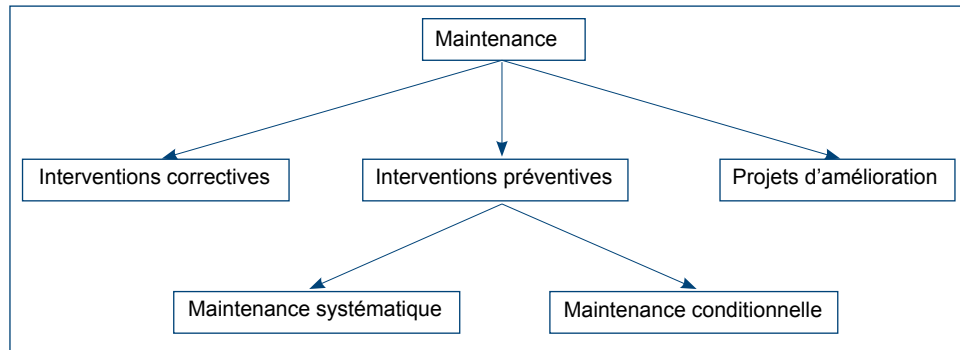 Maintenance
Interventions correctives
Interventions préventives
Projets d’amélioration
Maintenance systématique
Maintenance conditionnelle